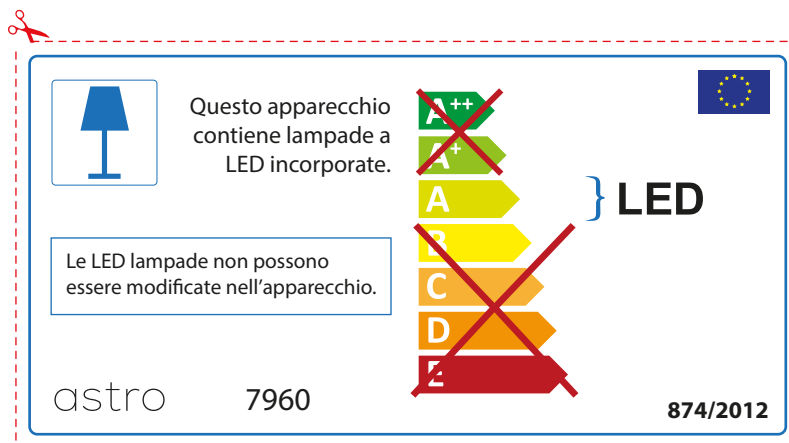 Questo apparecchio
contiene lampade a
LED incorporate.
A++
A+
A
B
C
D
E
LED
Le LED lampade non possono
essere modificate nell'apparecchio.
astro
7960
874/2012